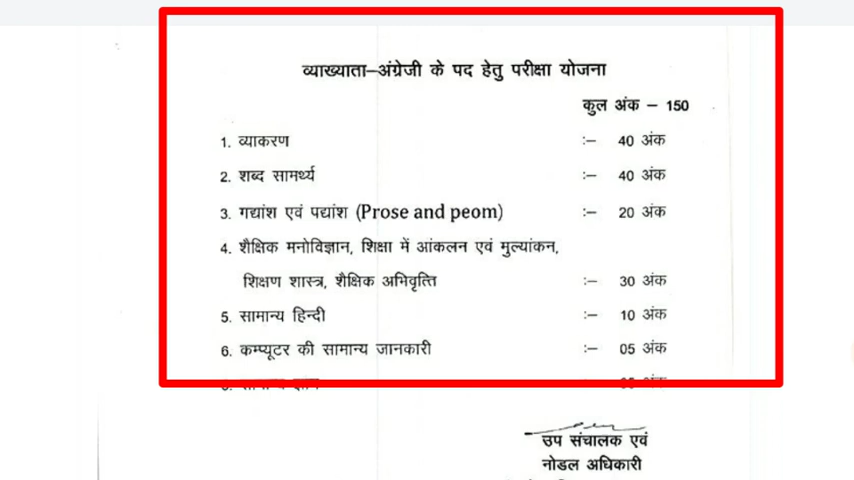 व्याख्याता–अंग्रेजी के पद हेतु परीक्षा योजना
कुल अंक – 150
1. व्याकरण :– 40 अंक
2. शब्द सामर्थ्य :– 40 अंक
3. गद्यांश एवं पद्यांश (Prose and peom) :– 20 अंक
4. शैक्षिक मनोविज्ञान, शिक्षा में आंकलन एवं मुल्यांकन,
शिक्षण शास्त्र, शैक्षिक अभिवृत्ति :– 30 अंक
5. सामान्य हिन्दी :– 10 अंक
6. कम्प्यूटर की सामान्य जानकारी :– 05 अंक
उप संचालक एवं
नोडल अधिकारी